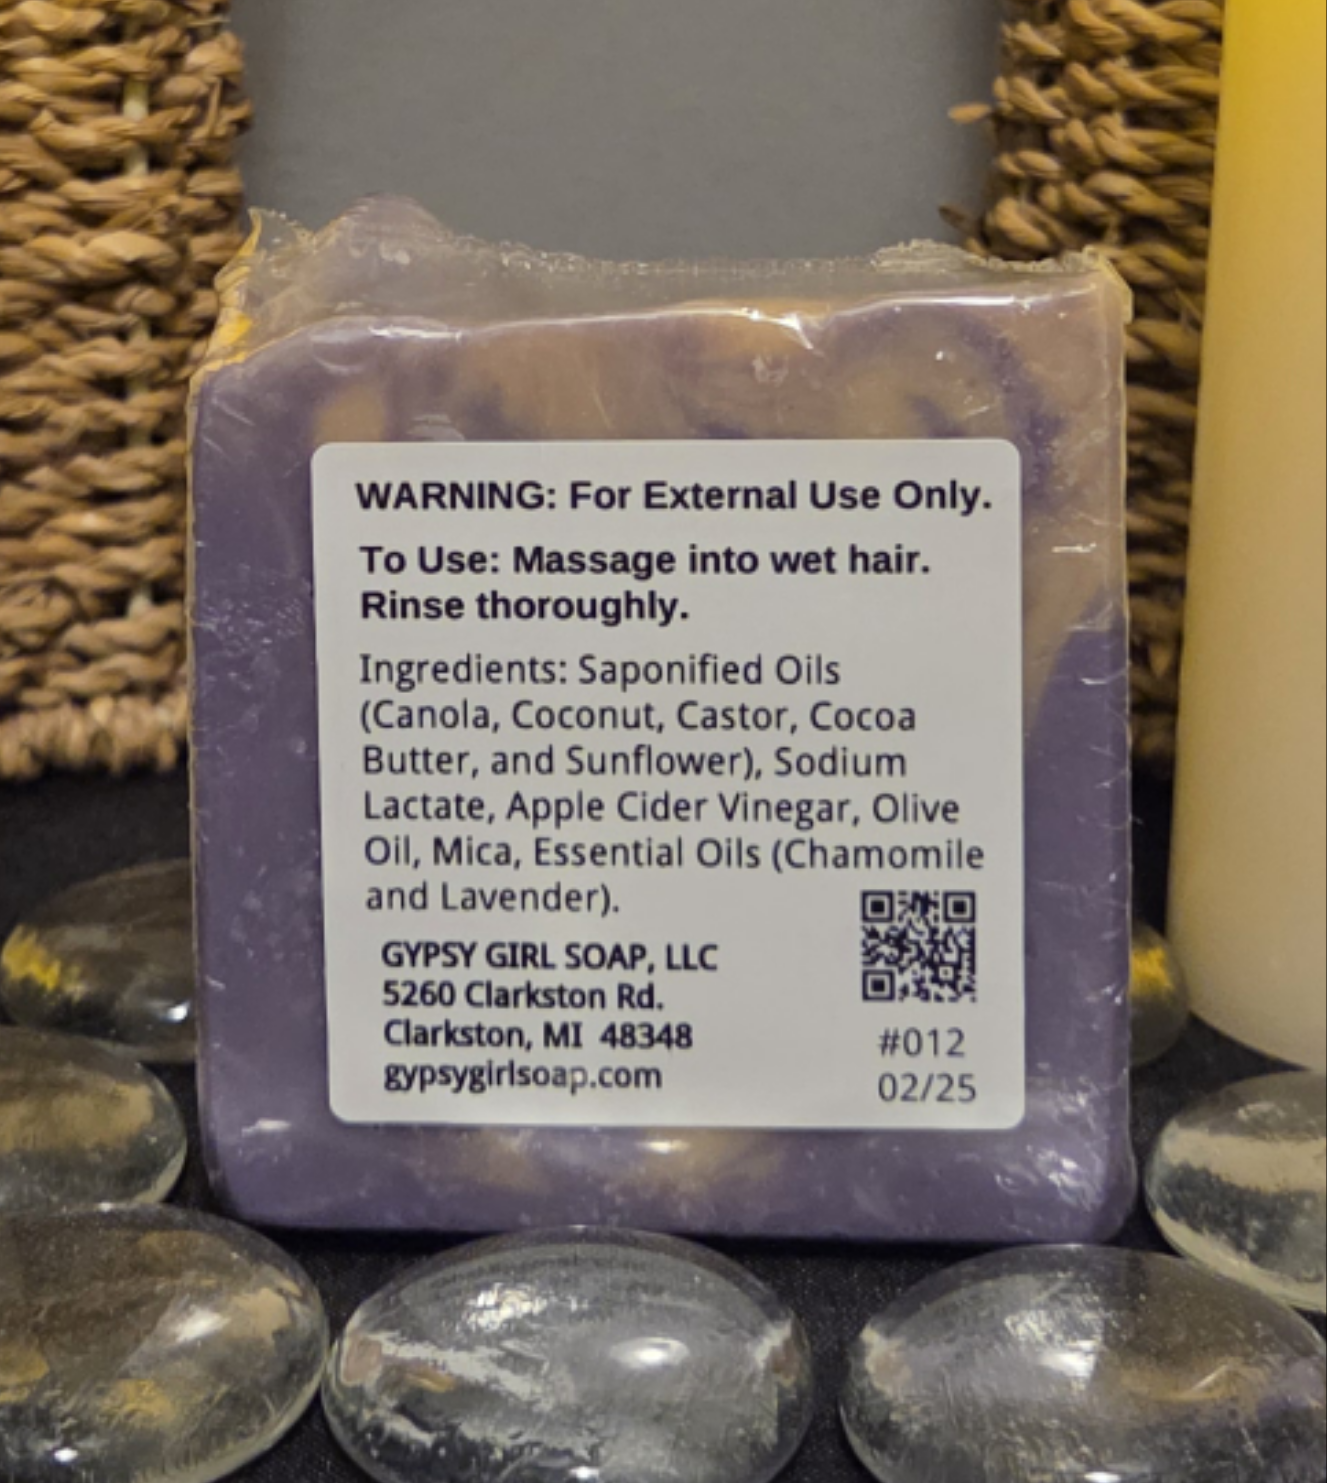 WARNING: For External Use Only.
To Use: Massage into wet hair.
Rinse thoroughly.
Ingredients: Saponified Oils
(Canola, Coconut, Castor, Cocoa
Butter, and Sunflower), Sodium
Lactate, Apple Cider Vinegar, Olive
Oil, Mica, Essential Oils (Chamomile
and Lavender).
GYPSY GIRL SOAP, LLC
5260 Clarkston Rd.
Clarkston, MI  48348
gypsygirlsoap.com
#012
02/25